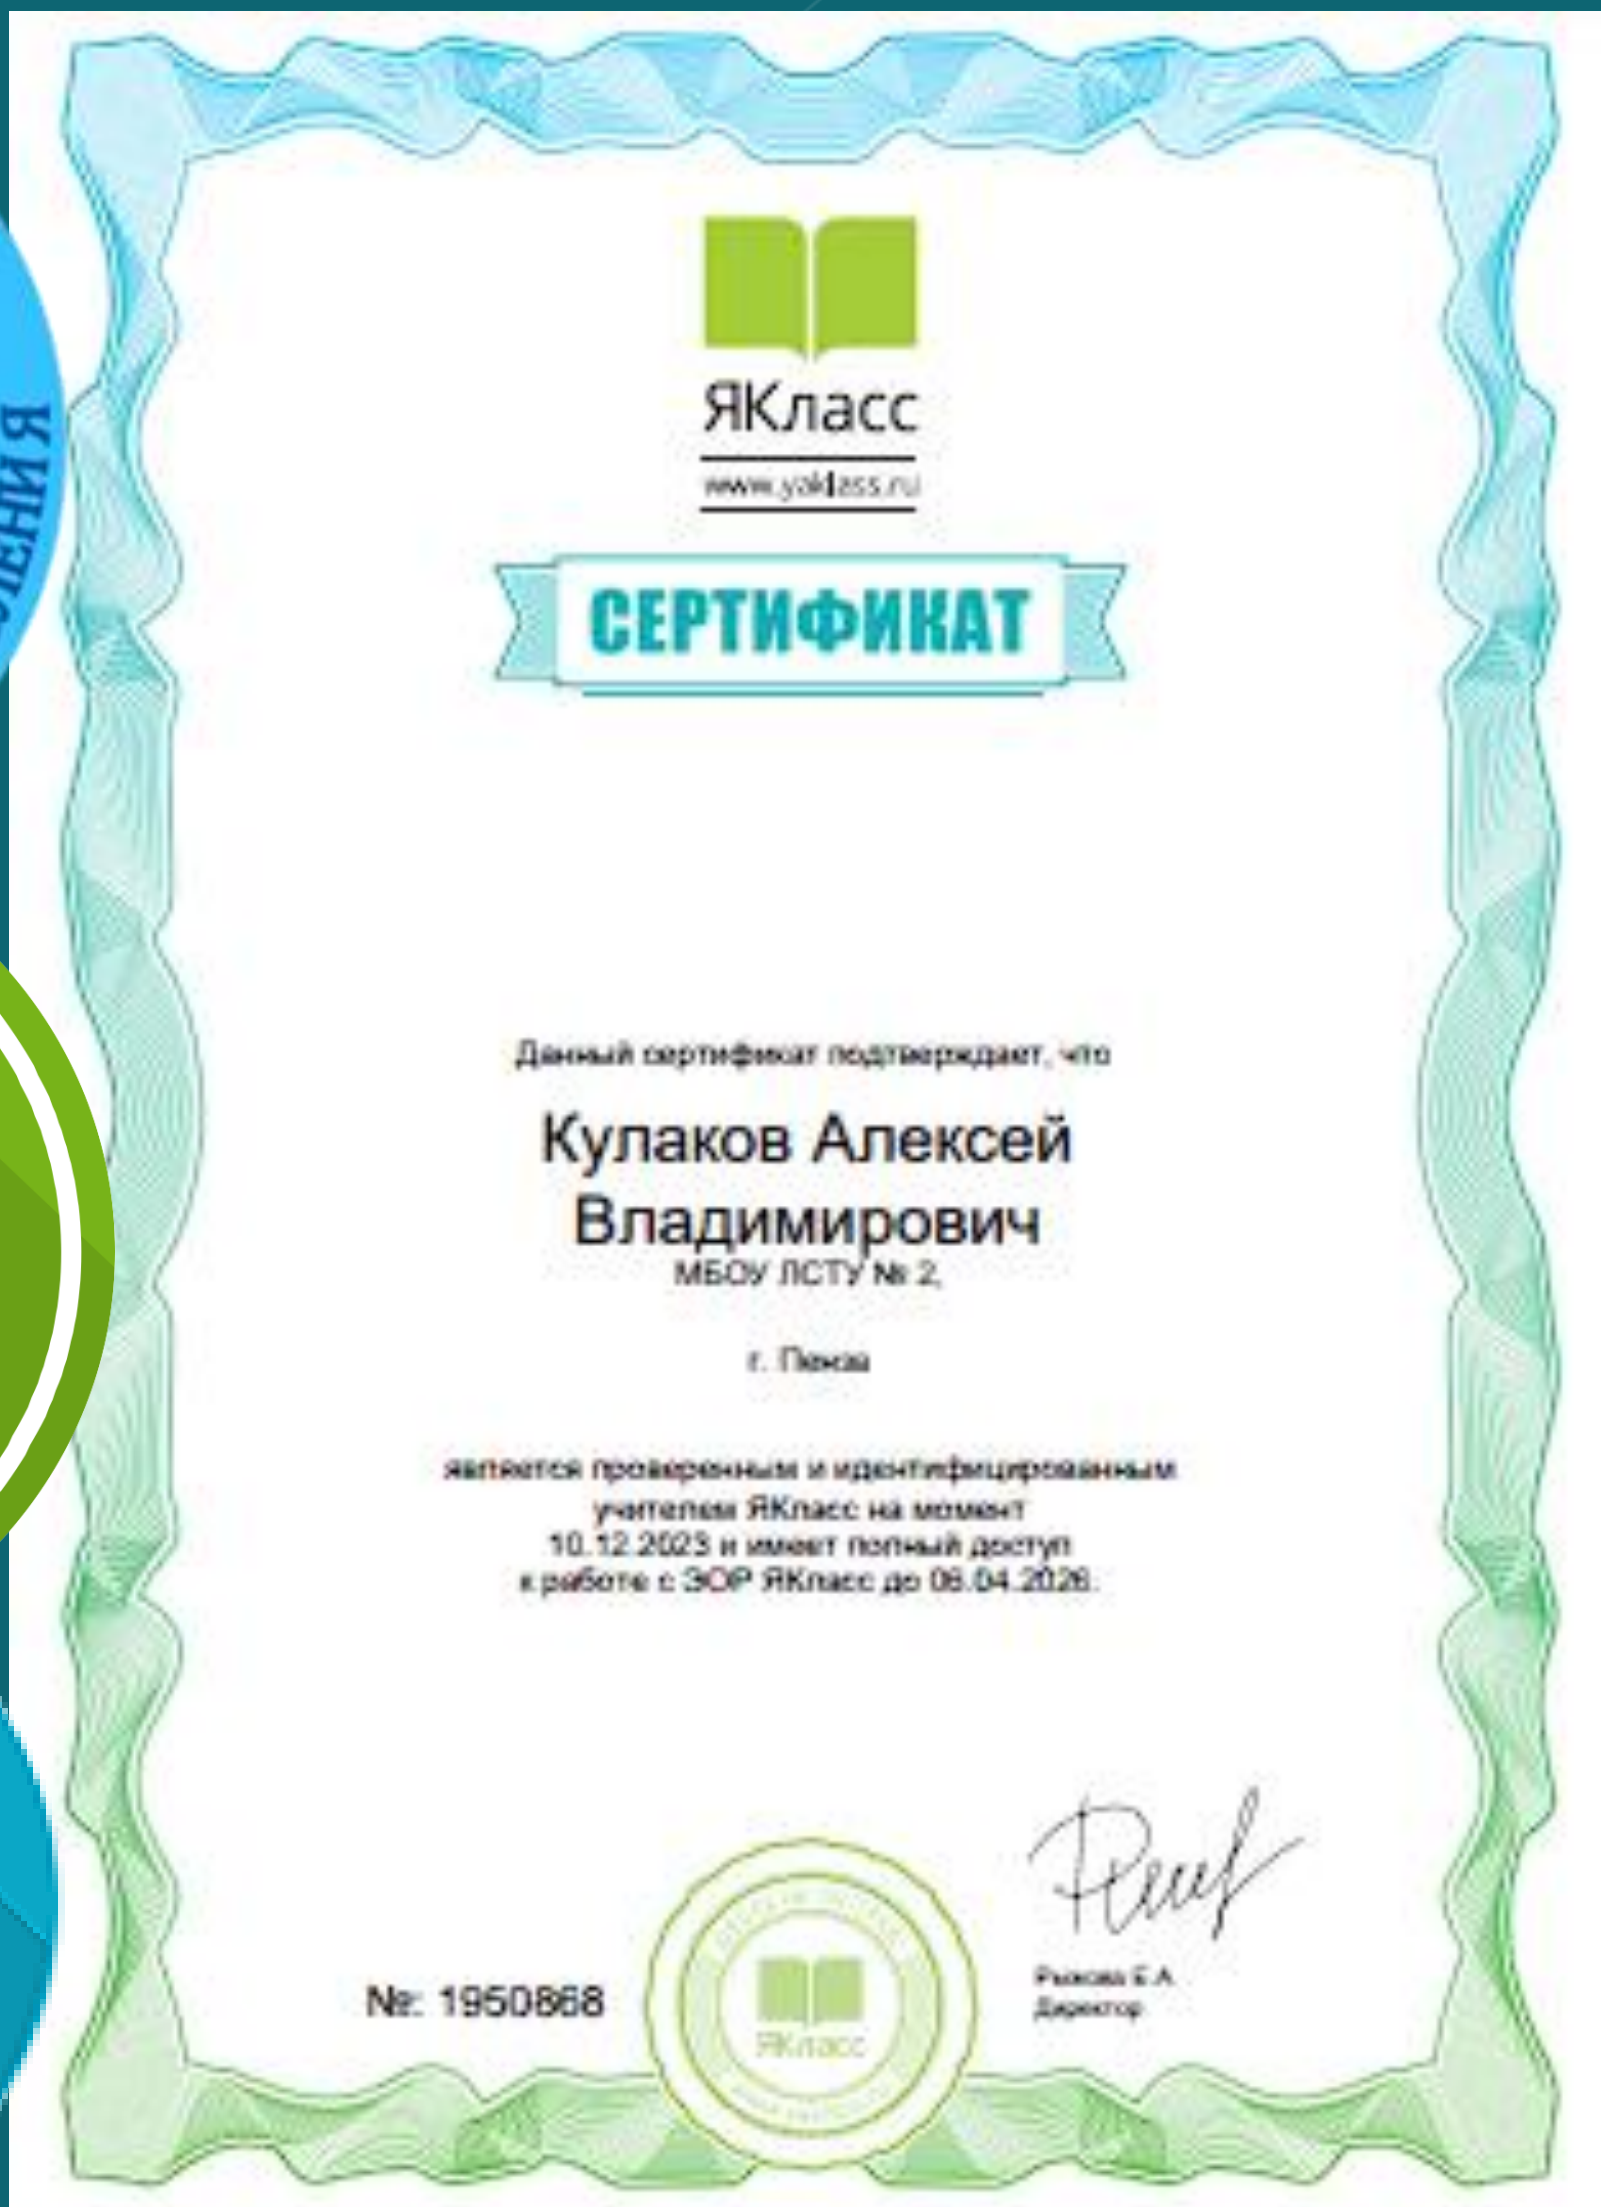 ЯКласс
www.yaklass.ru
СЕРТИФИКАТ
Данный сертификат подтверждает, что
Кулаков Алексей
Владимирович
МБОУ ЛСТУ № 2,
г. Пенза
является проверенным и идентифицированным
учителем ЯКласс на момент
10.12.2023 и имеет полный доступ
к работе с ЭОР ЯКласс до 06.04.2026.
№: 1950868
ЯКласс
Рыжова Е.А.
Директор